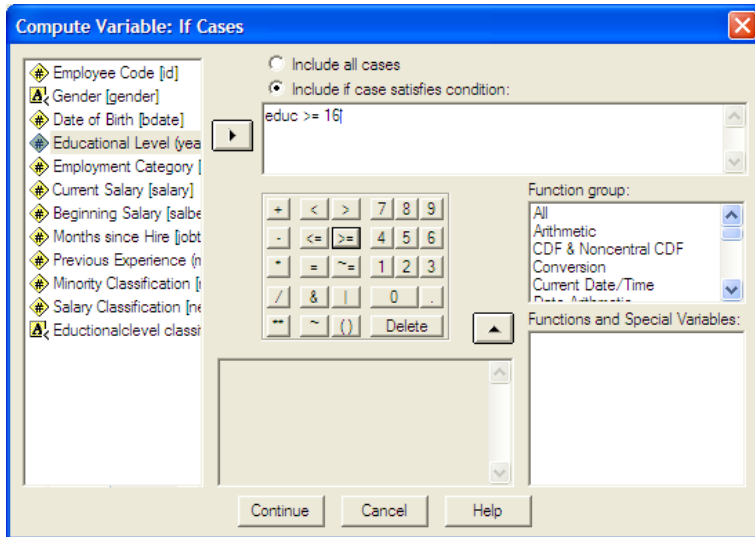 Compute Variable: If Cases
Employee Code [id]
Gender [gender]
Date of Birth [bdate]
Educational Level (yea
Employment Category [
Current Salary [salary]
Beginning Salary [salbe
Months since Hire [jobt
Previous Experience (m
Minority Classification [
Salary Classification [ne
Eductionalclevel classif
Include all cases
Include if case satisfies condition:
educ >= 16
+ < > 7 8 9
- <= >= 4 5 6
* = ~= 1 2 3
/ & | 0 .
** ~ () Delete
Function group:
All
Arithmetic
CDF & Noncentral CDF
Conversion
Current Date/Time
Date Arithmetic
Functions and Special Variables:
Continue Cancel Help